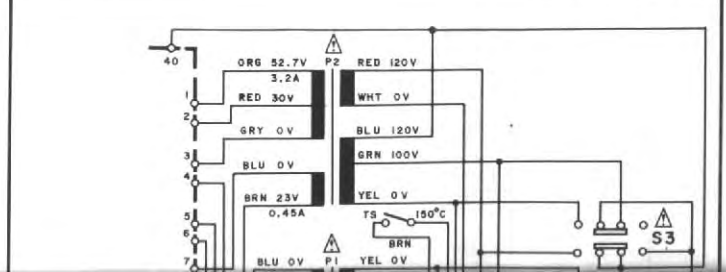 40
ORG 52.7V
3.2A
P2
RED 120V
1
RED 30V
WHT 0V
2
GRY 0V
BLU 120V
3
BLU 0V
GRN 100V
4
BRN 23V
0.45A
YEL 0V
TS
150°C
5
6
BRN
S3
7
BLU 0V
P1
YEL 0V